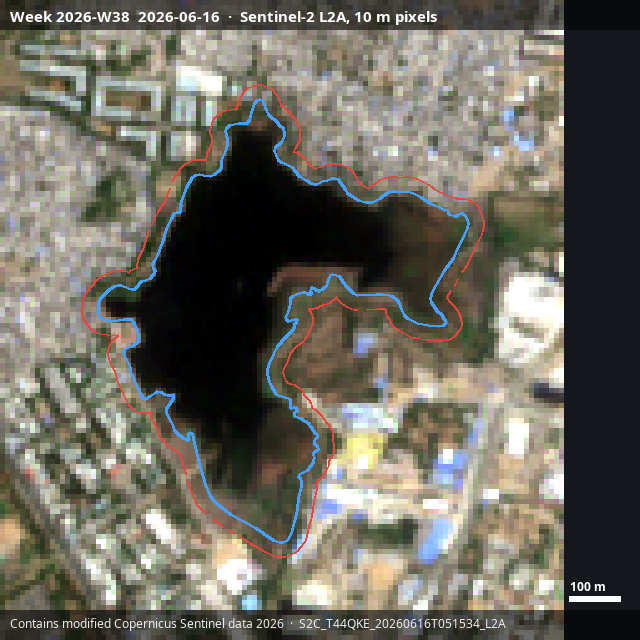 Week 2026-W38  2026-06-16  ·  Sentinel-2 L2A, 10 m pixels
100 m
Contains modified Copernicus Sentinel data 2026  ·  S2C_T44QKE_20260616T051534_L2A